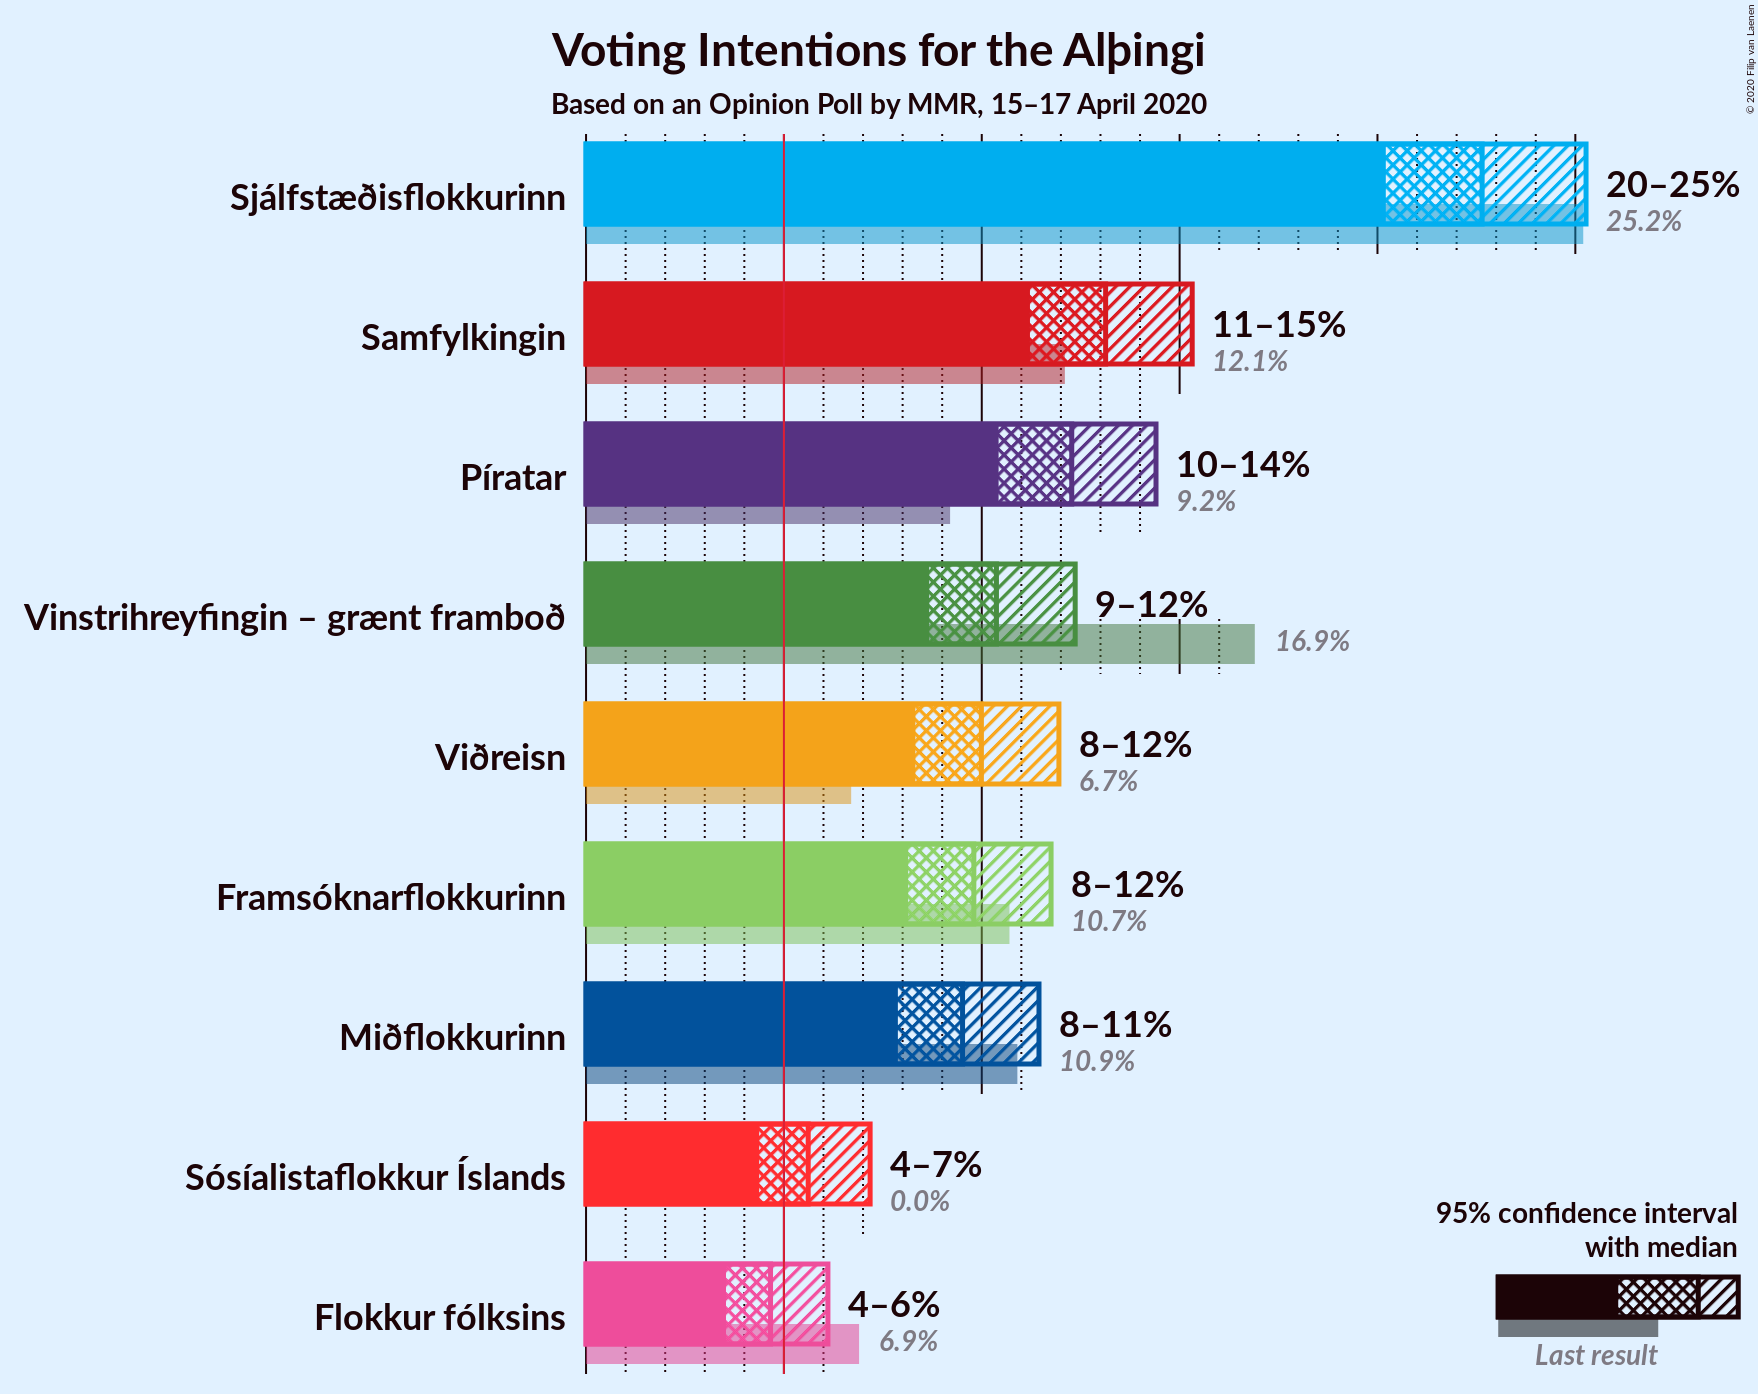 Voting Intentions for the Alþingi
Based on an Opinion Poll by MMR, 15–17 April 2020
© 2020 Filip van Laenen
Sjálfstæðisflokkurinn
20–25%
25.2%
Samfylkingin
11–15%
12.1%
Píratar
10–14%
9.2%
Vinstrihreyfingin – grænt framboð
9–12%
16.9%
Viðreisn
8–12%
6.7%
Framsóknarflokkurinn
8–12%
10.7%
Miðflokkurinn
8–11%
10.9%
Sósíalistaflokkur Íslands
4–7%
0.0%
Flokkur fólksins
4–6%
6.9%
95% confidence interval
with median
Last result